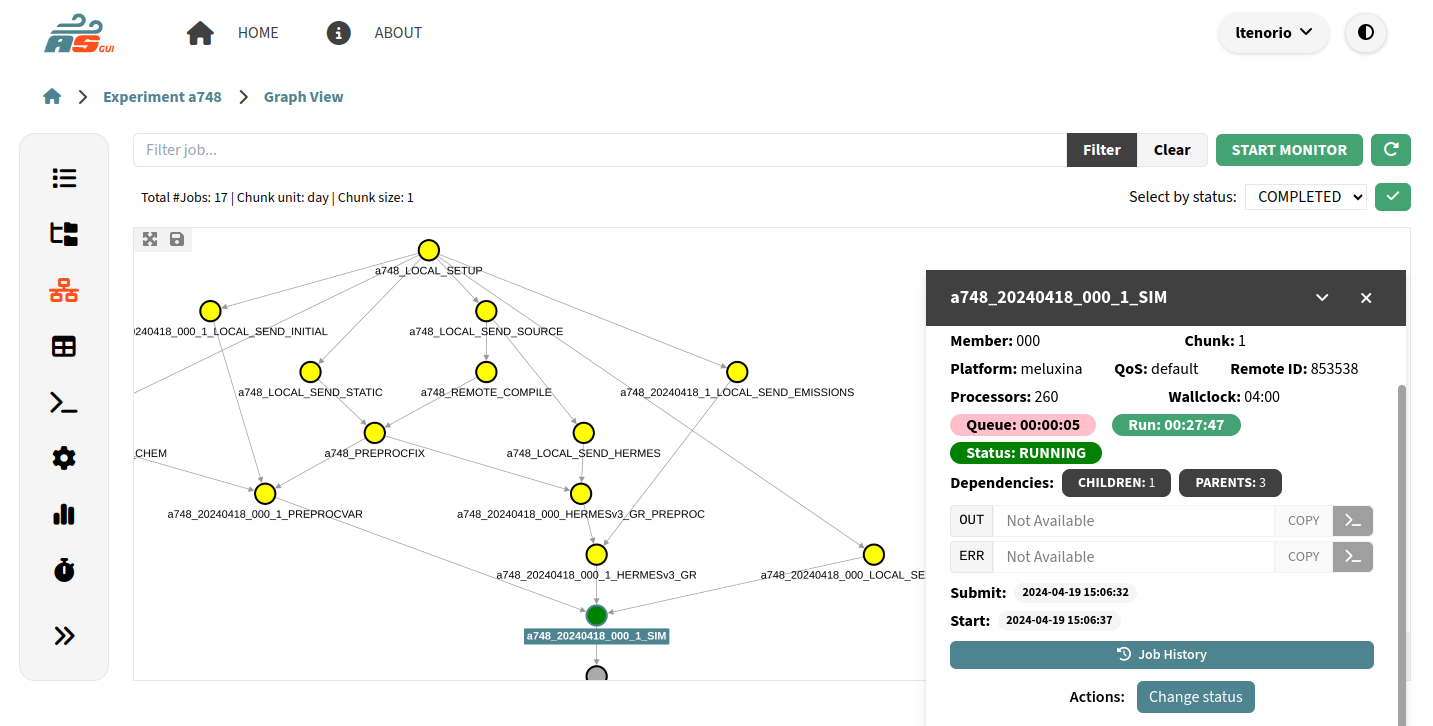 AS GUI
HOME
ABOUT
ltenorio
Experiment a748
Graph View
Filter job...
Filter
Clear
START MONITOR
Total #Jobs: 17 | Chunk unit: day | Chunk size: 1
Select by status:
COMPLETED
a748_LOCAL_SETUP
240418_000_1_LOCAL_SEND_INITIAL
a748_LOCAL_SEND_SOURCE
a748_LOCAL_SEND_STATIC
a748_REMOTE_COMPILE
a748_20240418_1_LOCAL_SEND_EMISSIONS
_CHEM
a748_PREPROCFIX
a748_LOCAL_SEND_HERMES
a748_20240418_000_1_PREPROCVAR
a748_20240418_000_HERMESv3_GR_PREPROC
a748_20240418_000_1_HERMESv3_GR
a748_20240418_000_LOCAL_SE
a748_20240418_000_1_SIM
a748_20240418_000_1_SIM
Member: 000
Chunk: 1
Platform: meluxina
QoS: default
Remote ID: 853538
Processors: 260
Wallclock: 04:00
Queue: 00:00:05
Run: 00:27:47
Status: RUNNING
Dependencies:
CHILDREN: 1
PARENTS: 3
OUT
Not Available
COPY
ERR
Not Available
COPY
Submit: 2024-04-19 15:06:32
Start: 2024-04-19 15:06:37
Job History
Actions:
Change status